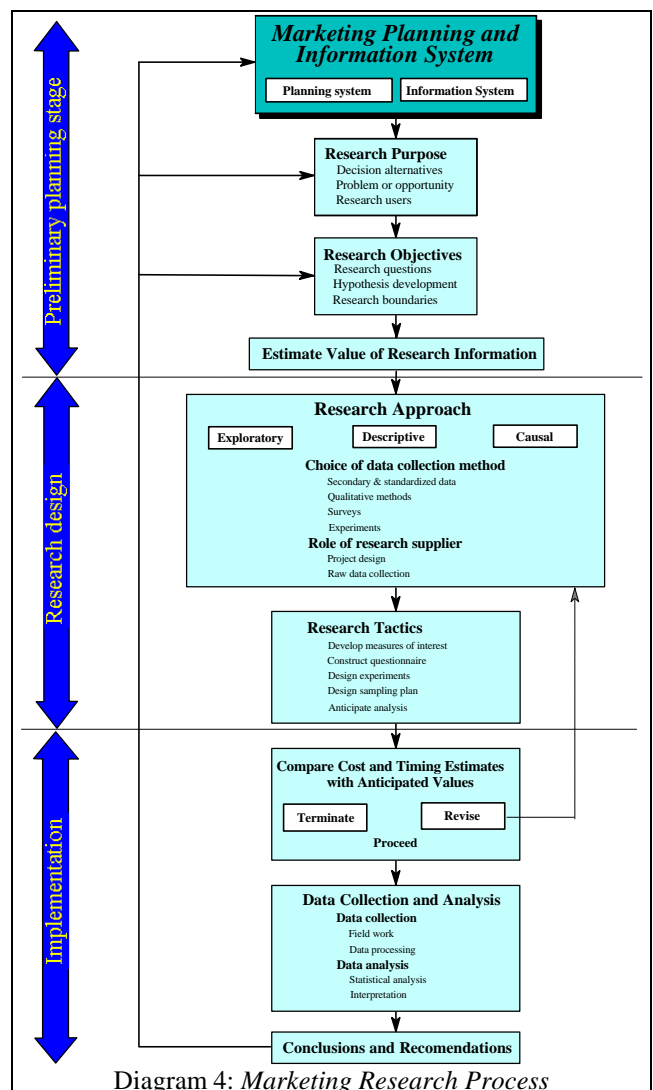 Marketing Planning and
Information System
Planning system
Information System
Preliminary planning stage
Research Purpose
Decision alternatives
Problem or opportunity
Research users
Research Objectives
Research questions
Hypothesis development
Research boundaries
Estimate Value of Research Information
Research design
Research Approach
Exploratory
Descriptive
Causal
Choice of data collection method
Secondary & standardized data
Qualitative methods
Surveys
Experiments
Role of research supplier
Project design
Raw data collection
Research Tactics
Develop measures of interest
Construct questionnaire
Design experiments
Design sampling plan
Anticipate analysis
Implementation
Compare Cost and Timing Estimates
with Anticipated Values
Terminate
Revise
Proceed
Data Collection and Analysis
Data collection
Field work
Data processing
Data analysis
Statistical analysis
Interpretation
Conclusions and Recomendations
Diagram 4: Marketing Research Process